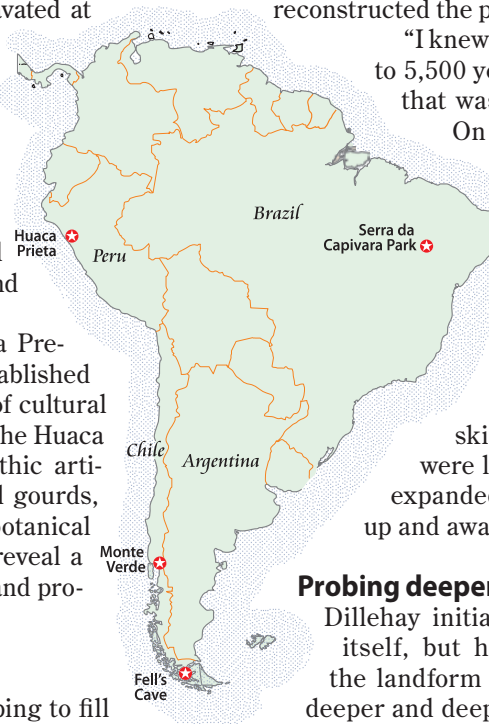 avated at
l
nd
a Pre-
ablished
of cultural
he Huaca
thic arti-
l gourds,
otanical
reveal a
and pro-
ping to fill
Brazil
Serra da
Capivara Park
Huaca
Prieta
Peru
Chile
Argentina
Monte
Verde
Fell's
Cave
reconstructed the p
“I knew
to 5,500 ye
that was
On
ski
were l
expanded
up and awa
Probing deeper
Dillehay initia
itself, but h
the landform
deeper and deep